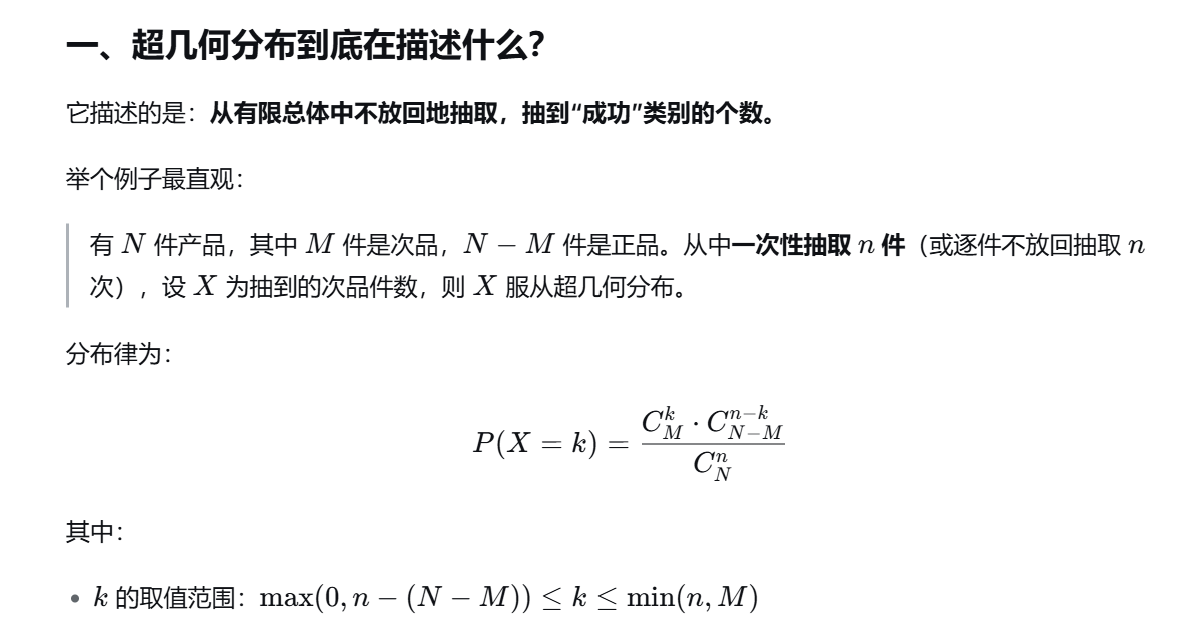 一、超几何分布到底在描述什么？
它描述的是：从有限总体中不放回地抽取，抽到“成功”类别的个数。
举个例子最直观：
有 N 件产品，其中 M 件是次品，N − M 件是正品。从中一次性抽取 n 件（或逐件不放回抽取 n
次），设 X 为抽到的次品件数，则 X 服从超几何分布。
分布律为：
P(X = k) = \frac{C_M^k \cdot C_{N-M}^{n-k}}{C_N^n}
其中：
• k 的取值范围：max(0, n − (N − M)) ≤ k ≤ min(n, M)